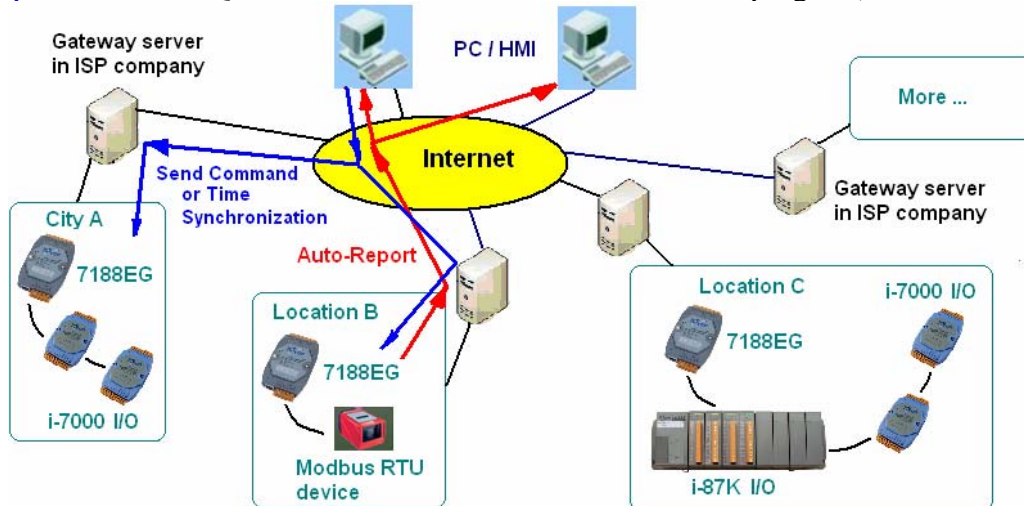 Gateway server
in ISP company
PC / HMI
More ...
Internet
Send Command
or Time
Synchronization
Gateway server
in ISP company
City A
7188EG
i-7000 I/O
Auto-Report
Location B
7188EG
Modbus RTU
device
Location C
i-7000 I/O
7188EG
i-87K I/O